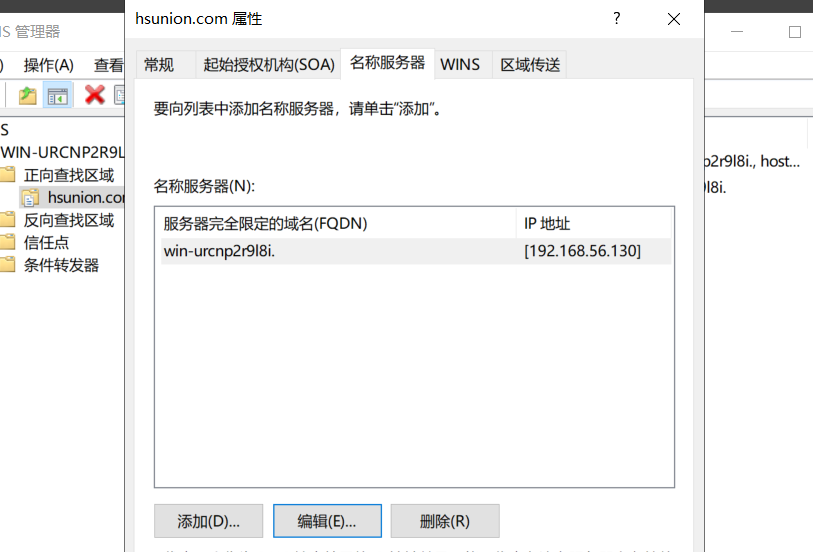 hsunion.com 属性
?
NS 管理器
操作(A) 查看
常规 起始授权机构(SOA) 名称服务器 WINS 区域传送
要向列表中添加名称服务器，请单击“添加”。
S
WIN-URCNP2R9L
正向查找区域
hsunion.com
反向查找区域
信任点
条件转发器
名称服务器(N):
服务器完全限定的域名(FQDN) IP 地址
win-urcnp2r9l8i. [192.168.56.130]
p2r9l8i., host...
l8i.
添加(D)... 编辑(E)... 删除(R)